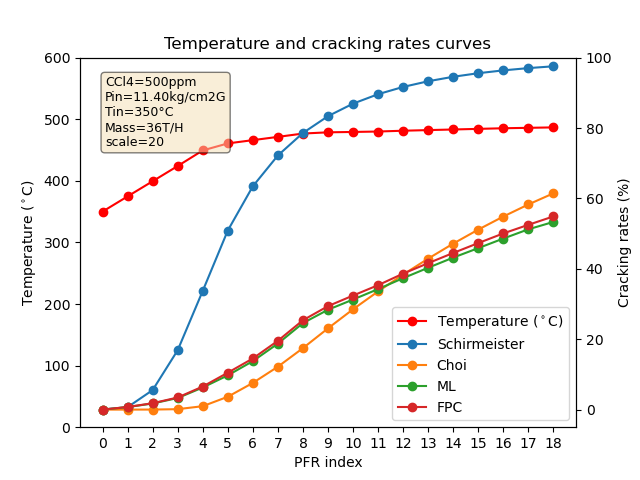 Temperature and cracking rates curves
CCl4=500ppm
Pin=11.40kg/cm2G
Tin=350°C
Mass=36T/H
scale=20
600
500
400
300
200
100
0
Temperature (°C)
100
80
60
40
20
0
Cracking rates (%)
Temperature (°C)
Schirmeister
Choi
ML
FPC
0 1 2 3 4 5 6 7 8 9 10 11 12 13 14 15 16 17 18
PFR index